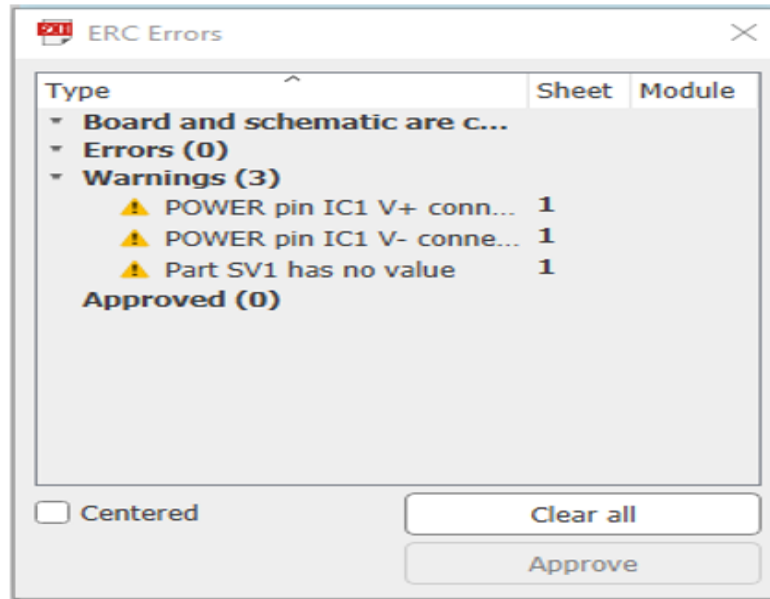 ERC Errors
Type Sheet Module
Board and schematic are c...
Errors (0)
Warnings (3)
POWER pin IC1 V+ conn... 1
POWER pin IC1 V- conne... 1
Part SV1 has no value 1
Approved (0)
Centered Clear all
Approve